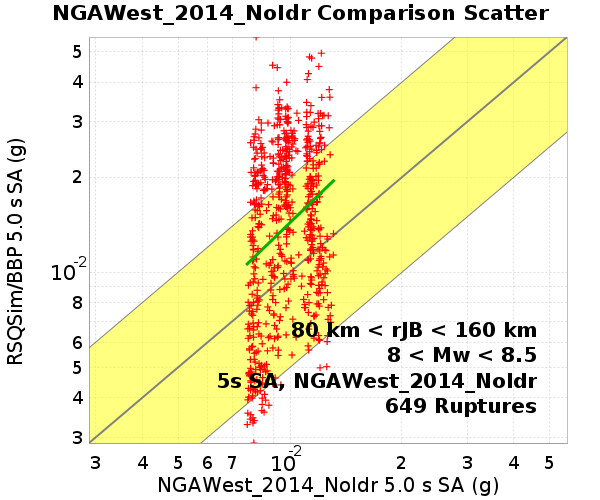 NGAWest_2014_NoIdr Comparison Scatter
RSQSim/BBP 5.0 s SA (g)
5
4
3
2
10-2
8
6
5
4
3
80 km < rJB < 160 km
8 < Mw < 8.5
5s SA, NGAWest_2014_NoIdr
649 Ruptures
3 4 5 6 7 10-2 2 3 4 5
NGAWest_2014_NoIdr 5.0 s SA (g)